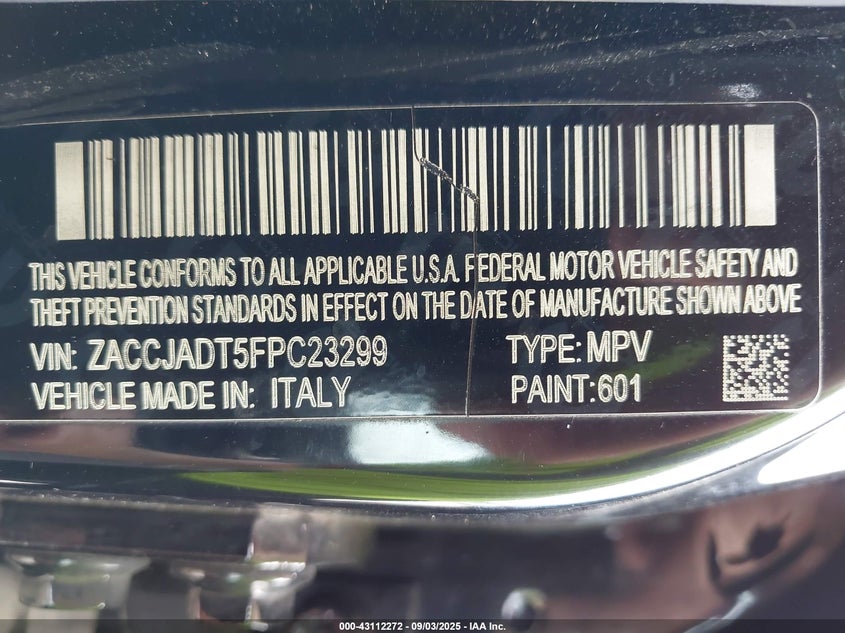 THIS VEHICLE CONFORMS TO ALL APPLICABLE U.S.A. FEDERAL MOTOR VEHICLE SAFETY AND
THEFT PREVENTION STANDARDS IN EFFECT ON THE DATE OF MANUFACTURE SHOWN ABOVE
VIN: ZACCJADT5FPC23299 TYPE: MPV
VEHICLE MADE IN: ITALY PAINT:601
000-43112272 - 09/03/2025 - IAA Inc.